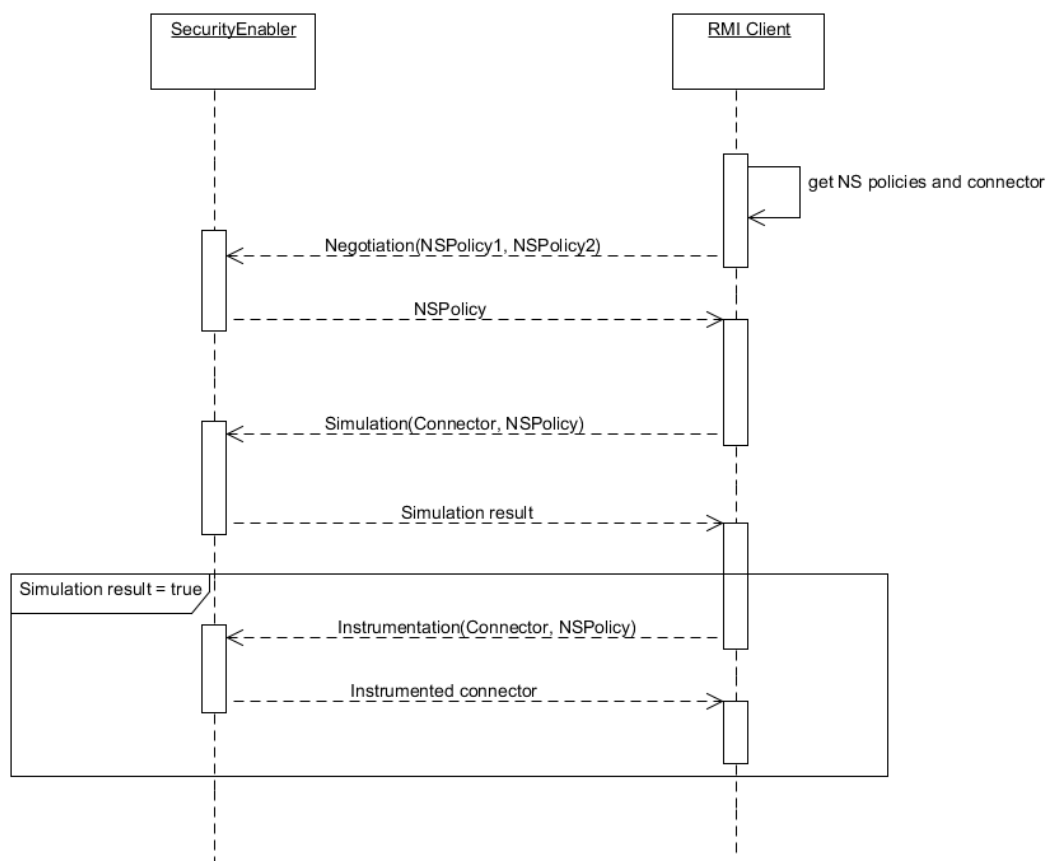 SecurityEnabler
RMI Client
get NS policies and connector
Negotiation(NSPolicy1, NSPolicy2)
NSPolicy
Simulation(Connector, NSPolicy)
Simulation result
Simulation result = true
Instrumentation(Connector, NSPolicy)
Instrumented connector